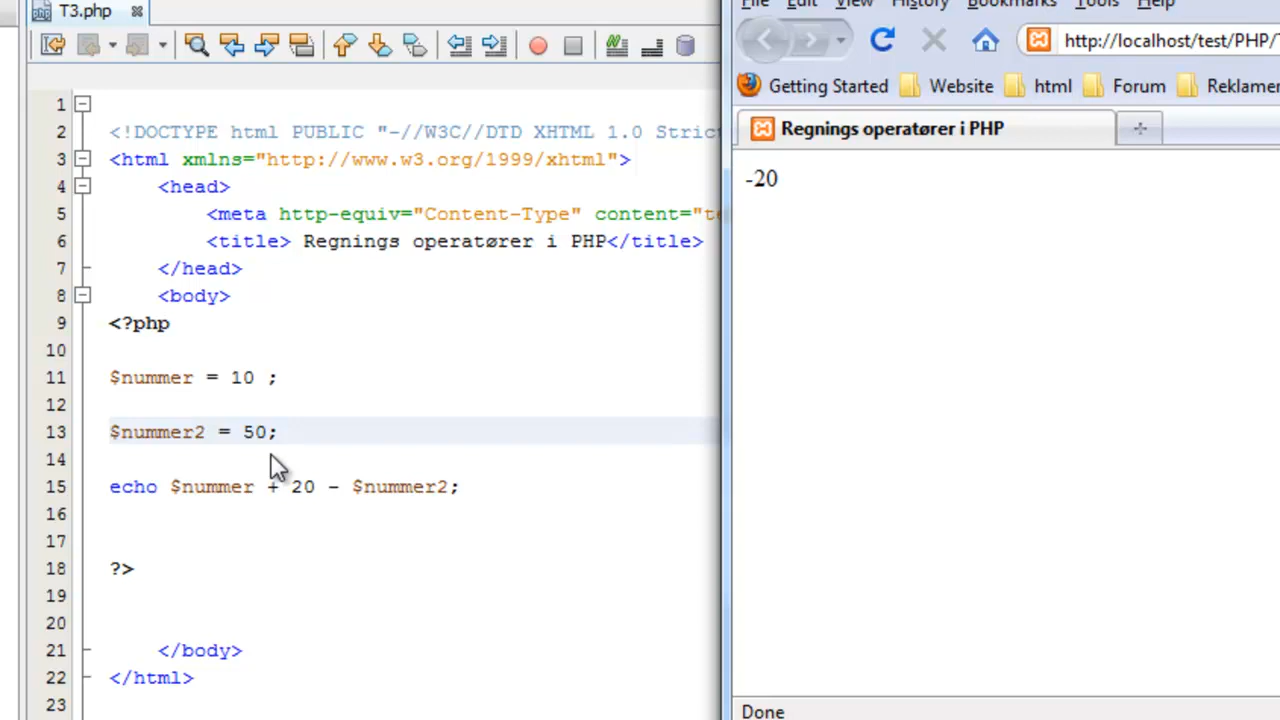 T3.php
1
2 <!DOCTYPE html PUBLIC "-//W3C//DTD XHTML 1.0 Strict
3 <html xmlns="http://www.w3.org/1999/xhtml">
4 <head>
5 <meta http-equiv="Content-Type" content="te
6 <title> Regnings operatører i PHP</title>
7 </head>
8 <body>
9 <?php
10
11 $nummer = 10 ;
12
13 $nummer2 = 50;
14
15 echo $nummer + 20 - $nummer2;
16
17
18 ?>
19
20
21 </body>
22 </html>
23
File Edit View History Bookmarks Tools Help
http://localhost/test/PHP/
Getting Started Website html Forum Reklamer
Regnings operatører i PHP
-20
Done